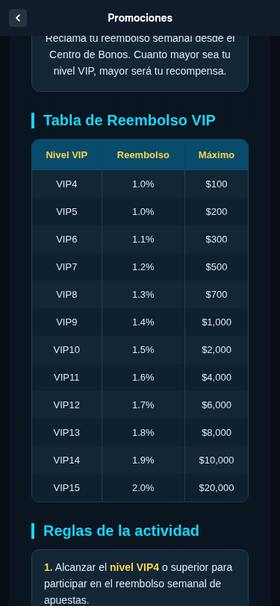 Promociones
Reclama tu reembolso semanal desde el
Centro de Bonos. Cuanto mayor sea tu
nivel VIP, mayor será tu recompensa.
Tabla de Reembolso VIP
Nivel VIP Reembolso Máximo
VIP4 1.0% $100
VIP5 1.0% $200
VIP6 1.1% $300
VIP7 1.2% $500
VIP8 1.3% $700
VIP9 1.4% $1,000
VIP10 1.5% $2,000
VIP11 1.6% $4,000
VIP12 1.7% $6,000
VIP13 1.8% $8,000
VIP14 1.9% $10,000
VIP15 2.0% $20,000
Reglas de la actividad
1. Alcanzar el nivel VIP4 o superior para
participar en el reembolso semanal de
apuestas.